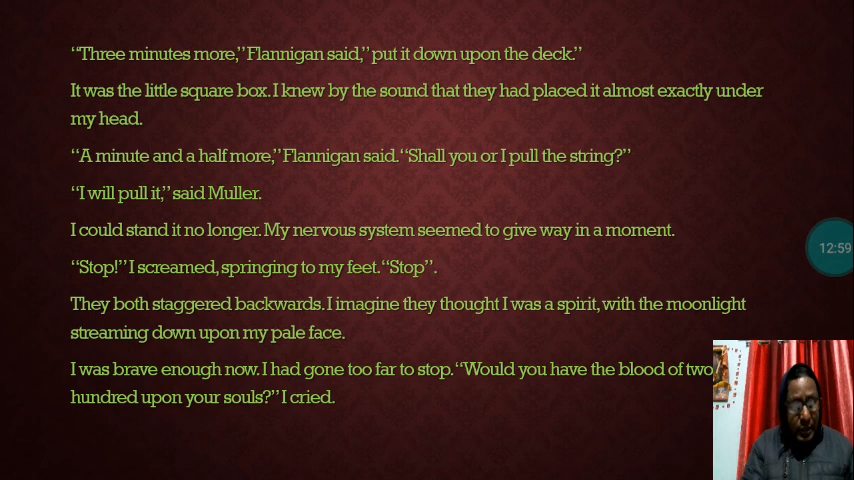 “Three minutes more,” Flannigan said,” put it down upon the deck.”
It was the little square box. I knew by the sound that they had placed it almost exactly under
my head.
“A minute and a half more,” Flannigan said. “Shall you or I pull the string?”
“I will pull it,” said Muller.
I could stand it no longer. My nervous system seemed to give way in a moment.
“Stop!” I screamed, springing to my feet. “Stop”.
They both staggered backwards. I imagine they thought I was a spirit, with the moonlight
streaming down upon my pale face.
I was brave enough now. I had gone too far to stop. “Would you have the blood of two
hundred upon your souls?” I cried.
12:59